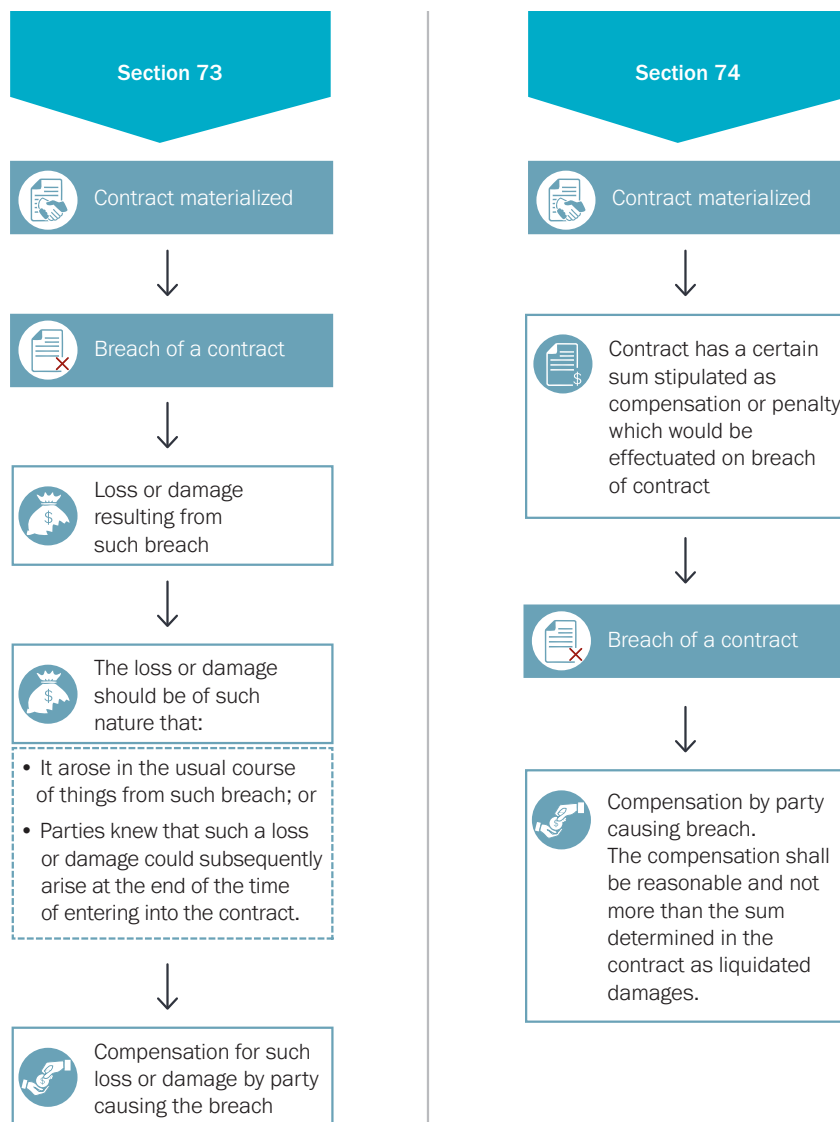 Section 73
Contract materialized
Breach of a contract
Loss or damage
resulting from
such breach
The loss or damage
should be of such
nature that:
• It arose in the usual course
of things from such breach; or
• Parties knew that such a loss
or damage could subsequently
arise at the end of the time
of entering into the contract.
Compensation for such
loss or damage by party
causing the breach
Section 74
Contract materialized
Contract has a certain
sum stipulated as
compensation or penalty
which would be
effectuated on breach
of contract
Breach of a contract
Compensation by party
causing breach.
The compensation shall
be reasonable and not
more than the sum
determined in the
contract as liquidated
damages.